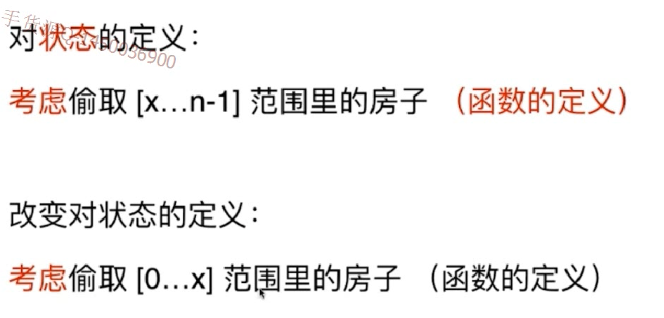 对状态的定义：
考虑偷取 [x...n-1] 范围里的房子 （函数的定义）
改变对状态的定义：
考虑偷取 [0...x] 范围里的房子 （函数的定义）